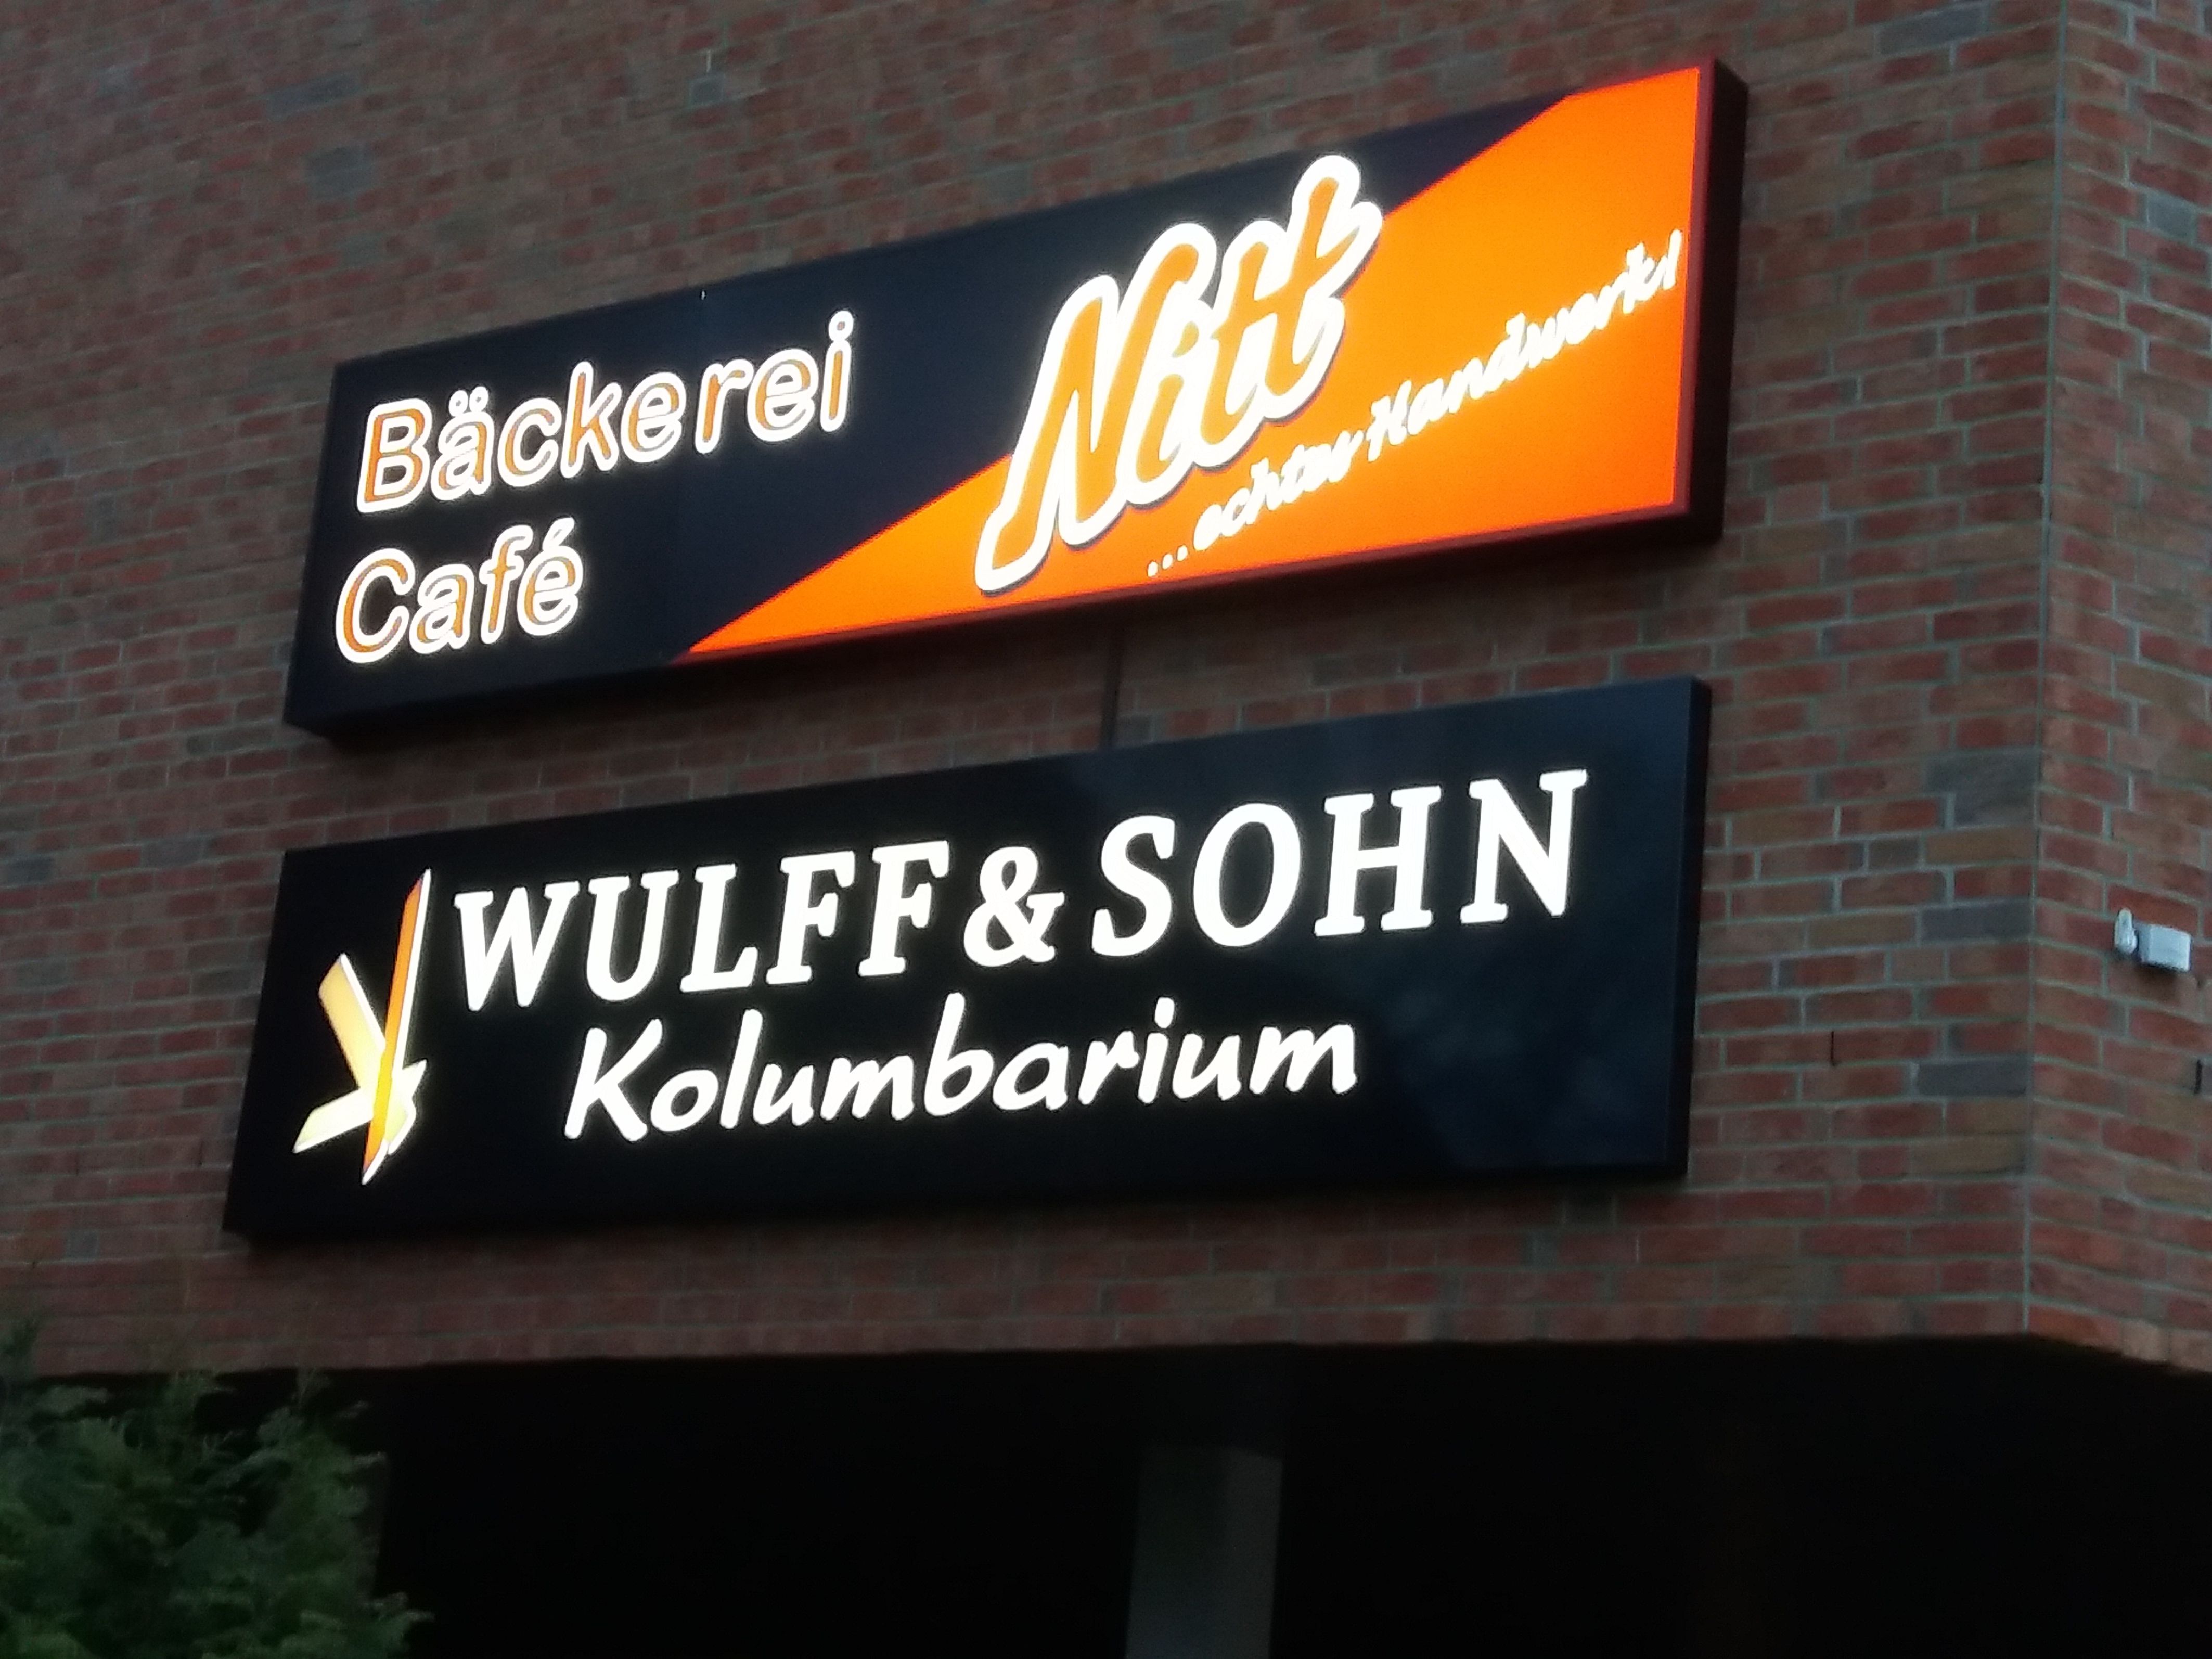 Bäckerei
Café
Nitt
...echtes Handwerk!
WULFF & SOHN
Kolumbarium